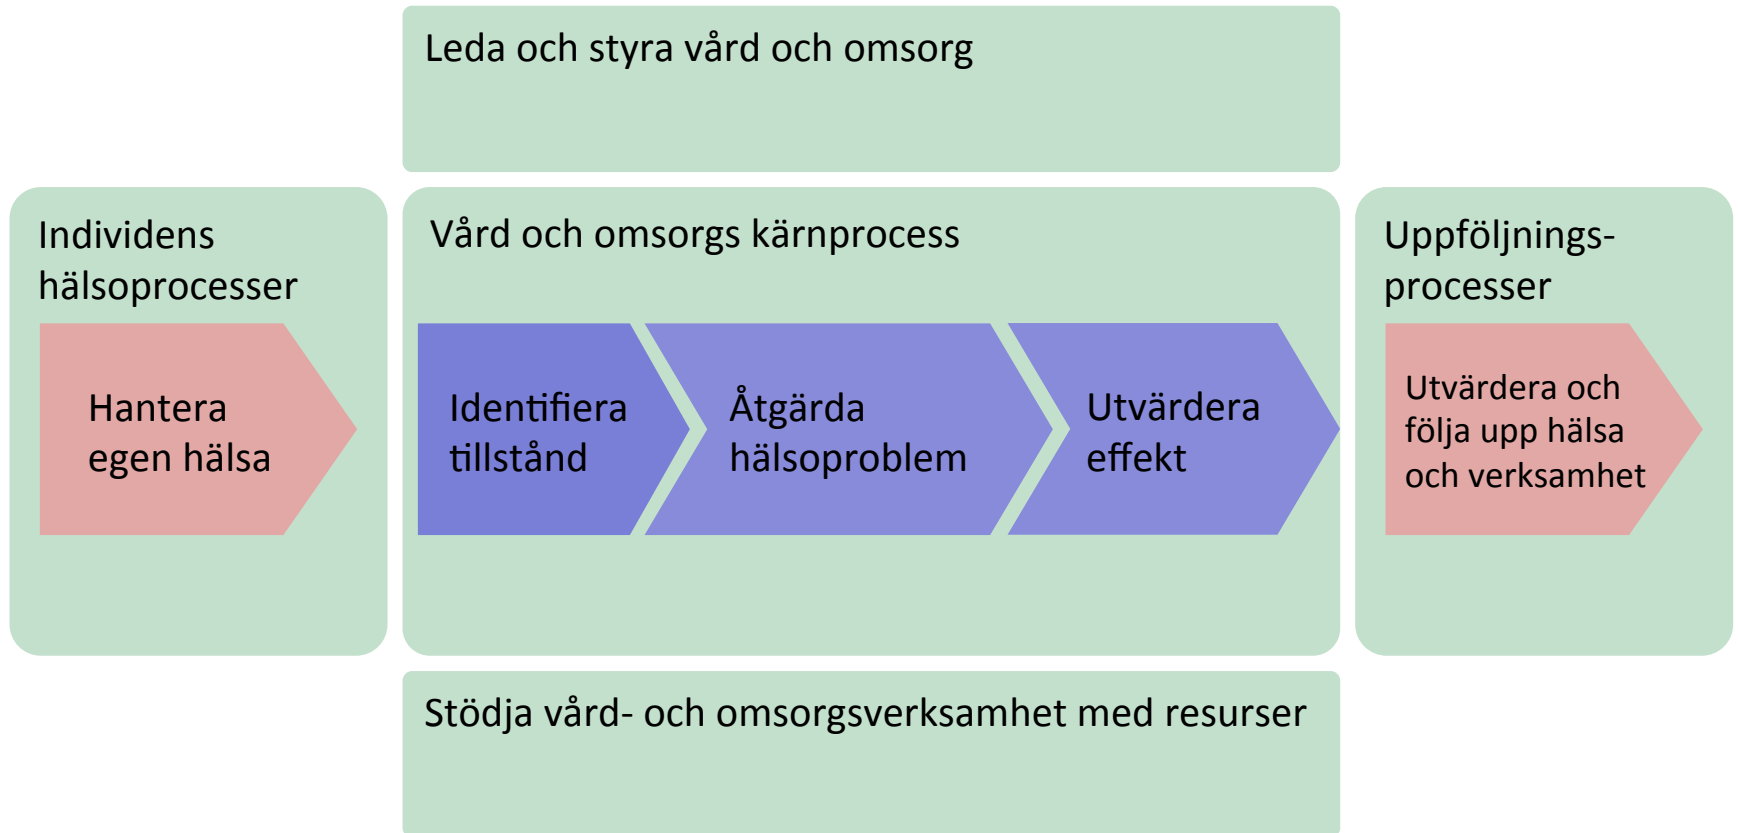 Leda och styra vård och omsorg
Individens
hälsoprocesser
Hantera
egen hälsa
Vård och omsorgs kärnprocess
Identifiera
tillstånd
Åtgärda
hälsoproblem
Utvärdera
effekt
Uppföljnings-
processer
Utvärdera och
följa upp hälsa
och verksamhet
Stödja vård- och omsorgsverksamhet med resurser